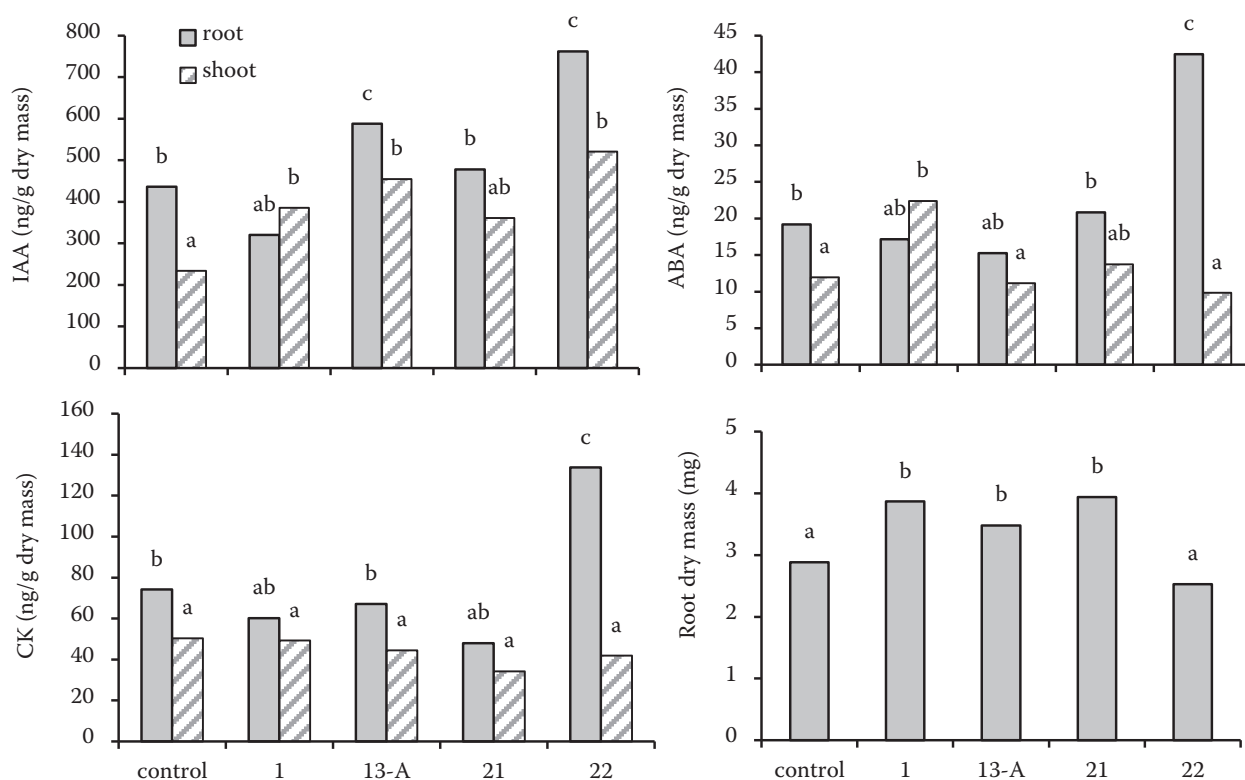 IAA (ng/g dry mass)
800
700
600
500
400
300
200
100
0
root
shoot
b
a
ab
b
c
b
b
ab
c
b
ABA (ng/g dry mass)
45
40
35
30
25
20
15
10
5
0
b
a
ab
b
ab
a
b
ab
c
a
CK (ng/g dry mass)
160
140
120
100
80
60
40
20
0
b
a
ab
a
b
a
ab
a
c
a
control 1 13-A 21 22
Root dry mass (mg)
5
4
3
2
1
0
a
b
b
b
a
control 1 13-A 21 22